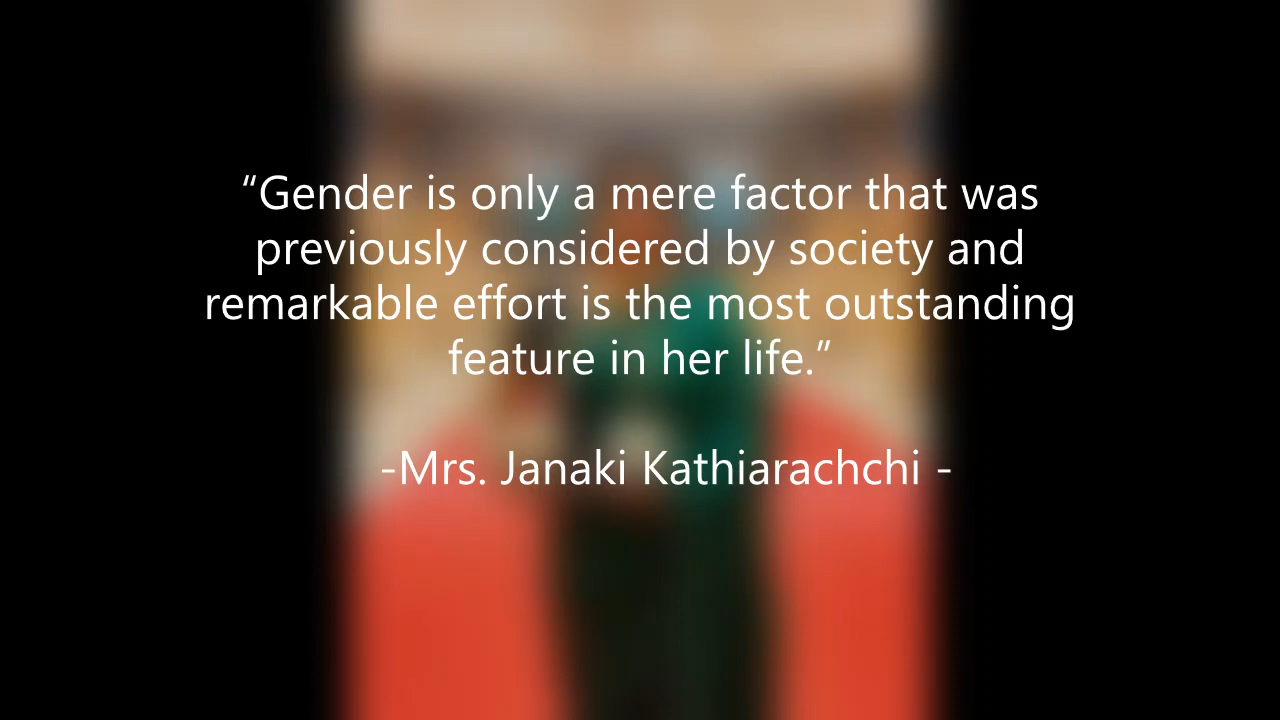 “Gender is only a mere factor that was
previously considered by society and
remarkable effort is the most outstanding
feature in her life.”
-Mrs. Janaki Kathiarachchi -